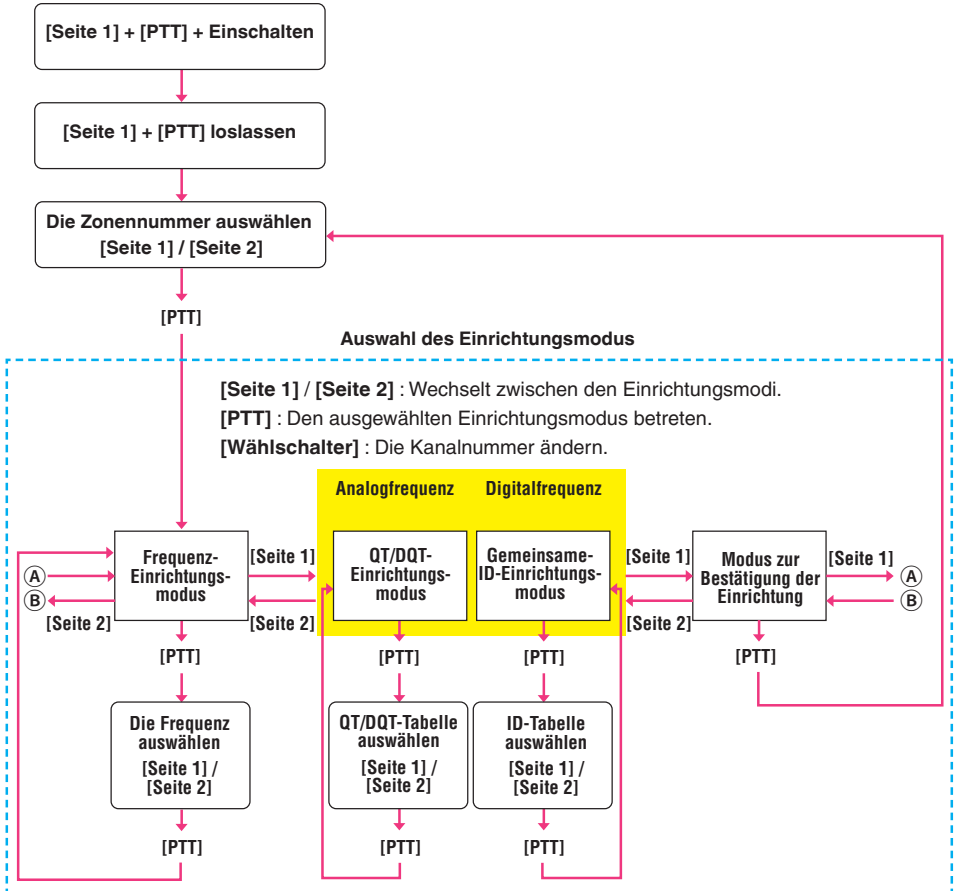 [Seite 1] + [PTT] + Einschalten
[Seite 1] + [PTT] loslassen
Die Zonennummer auswählen
[Seite 1] / [Seite 2]
[PTT]
Auswahl des Einrichtungsmodus
[Seite 1] / [Seite 2] : Wechselt zwischen den Einrichtungsmodi.
[PTT] : Den ausgewählten Einrichtungsmodus betreten.
[Wählschalter] : Die Kanalnummer ändern.
Analogfrequenz
Digitalfrequenz
A
B
[Seite 2]
Frequenz-
Einrichtungs-
modus
[Seite 1]
[Seite 2]
QT/DQT-
Einrichtungs-
modus
Gemeinsame-
ID-Einrichtungs-
modus
[Seite 1]
[Seite 2]
Modus zur
Bestätigung der
Einrichtung
[Seite 1]
A
B
[PTT]
[PTT]
[PTT]
[PTT]
Die Frequenz
auswählen
[Seite 1] /
[Seite 2]
QT/DQT-Tabelle
auswählen
[Seite 1] /
[Seite 2]
ID-Tabelle
auswählen
[Seite 1] /
[Seite 2]
[PTT]
[PTT]
[PTT]